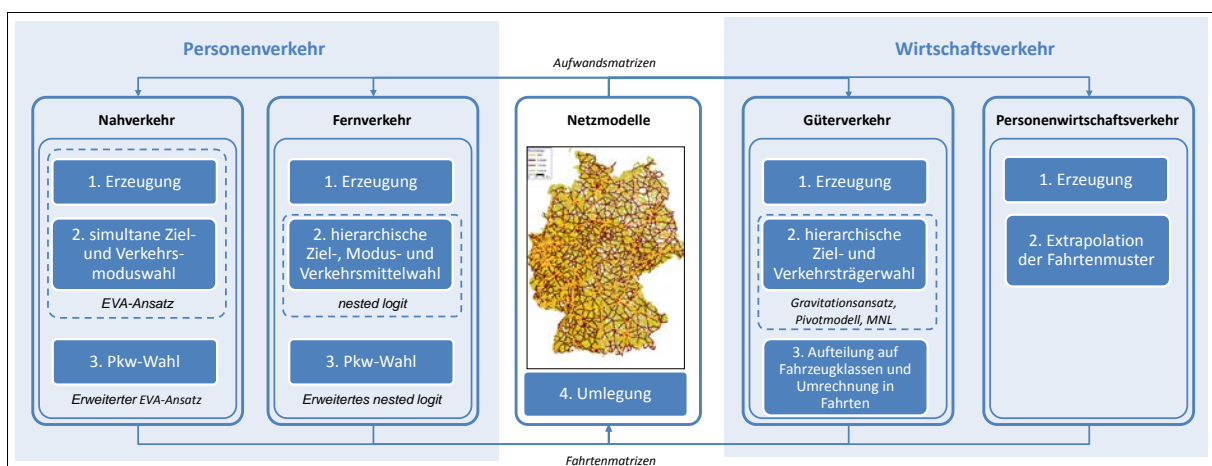 Personenverkehr
Wirtschaftsverkehr
Aufwandsmatrizen
Nahverkehr
1. Erzeugung
2. simultane Ziel-
und Verkehrs-
moduswahl
EVA-Ansatz
3. Pkw-Wahl
Erweiterter EVA-Ansatz
Fernverkehr
1. Erzeugung
2. hierarchische
Ziel-, Modus- und
Verkehrsmittelwahl
nested logit
3. Pkw-Wahl
Erweitertes nested logit
Netzmodelle
4. Umlegung
Güterverkehr
1. Erzeugung
2. hierarchische
Ziel- und
Verkehrsträgerwahl
Gravitationsansatz,
Pivotmodell, MNL
3. Aufteilung auf
Fahrzeugklassen und
Umrechnung in
Fahrten
Personenwirtschaftsverkehr
1. Erzeugung
2. Extrapolation
der Fahrtenmuster
Fahrtenmatrizen